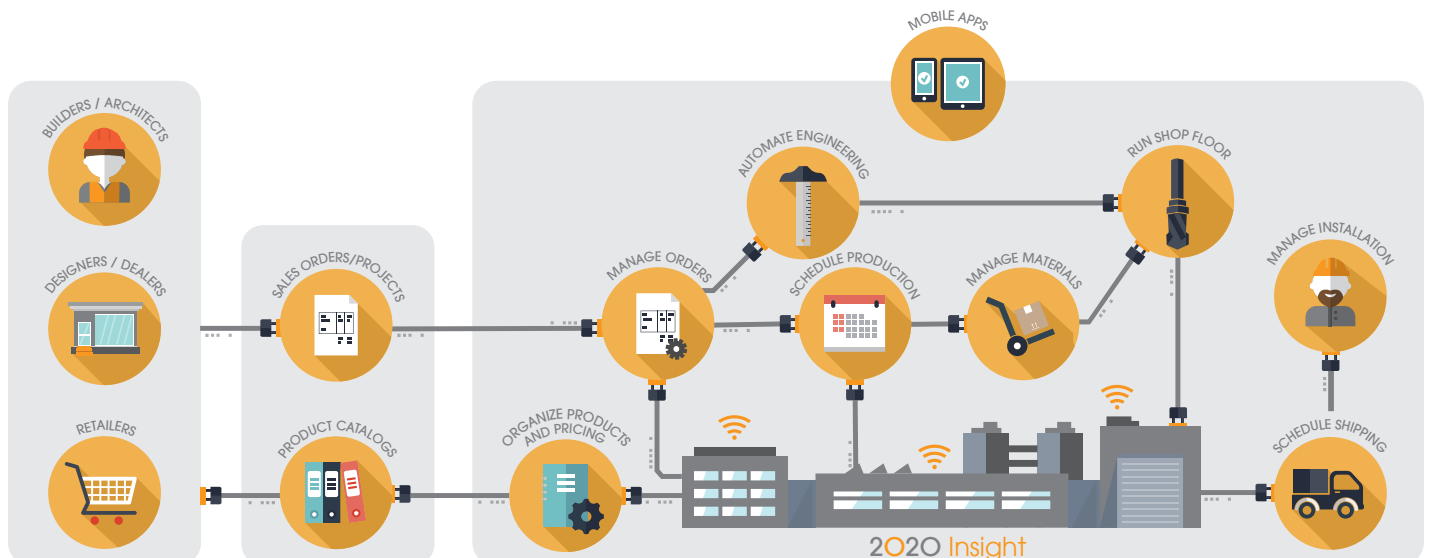 MOBILE APPS
BUILDERS / ARCHITECTS
AUTOMATE ENGINEERING
RUN SHOP FLOOR
DESIGNERS / DEALERS
SALES ORDERS/PROJECTS
MANAGE ORDERS
SCHEDULE PRODUCTION
MANAGE MATERIALS
MANAGE INSTALLATION
RETAILERS
PRODUCT CATALOGS
ORGANIZE PRODUCTS
AND PRICING
SCHEDULE SHIPPING
2020 Insight